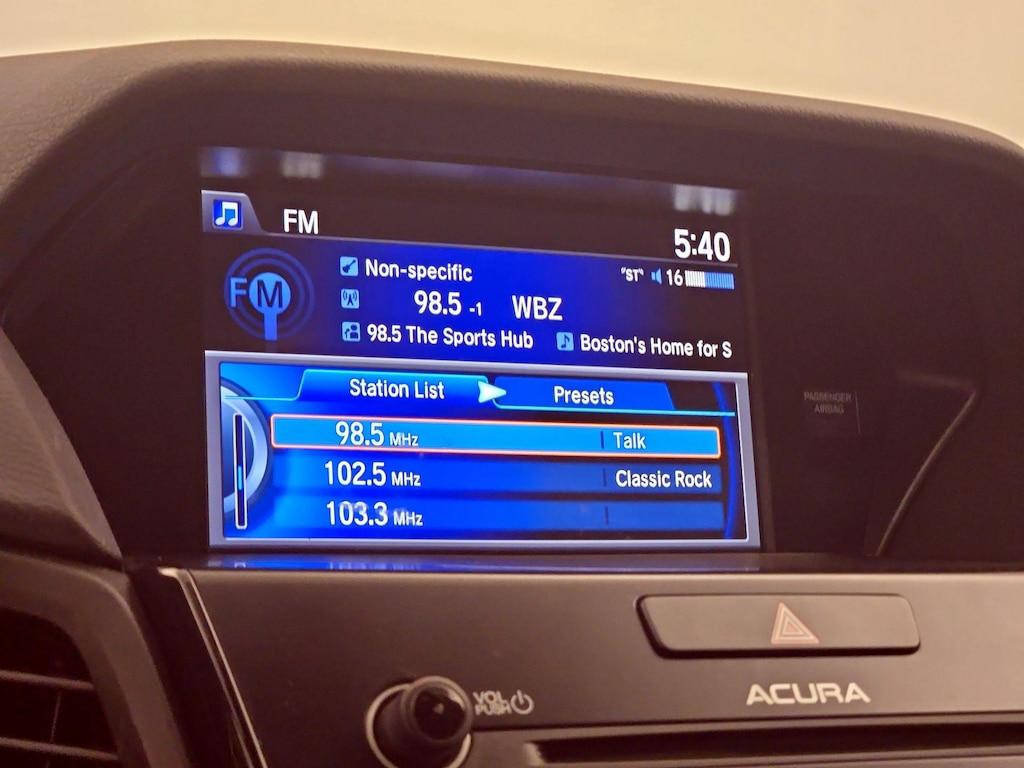 FM
5:40
FM
Non-specific
"ST" 16
98.5 -1 WBZ
98.5 The Sports Hub Boston's Home for S
Station List Presets
98.5 MHz Talk
102.5 MHz Classic Rock
103.3 MHz
PASSENGER
AIRBAG
VOL
PUSH
ACURA